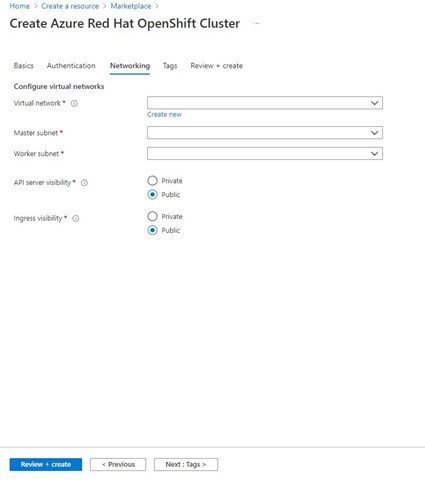 Home > Create a resource > Marketplace >
Create Azure Red Hat OpenShift Cluster ...
Basics Authentication Networking Tags Review + create
Configure virtual networks
Virtual network *
Create new
Master subnet *
Worker subnet *
API server visibility *
Private
Public
Ingress visibility *
Private
Public
Review + create < Previous Next : Tags >